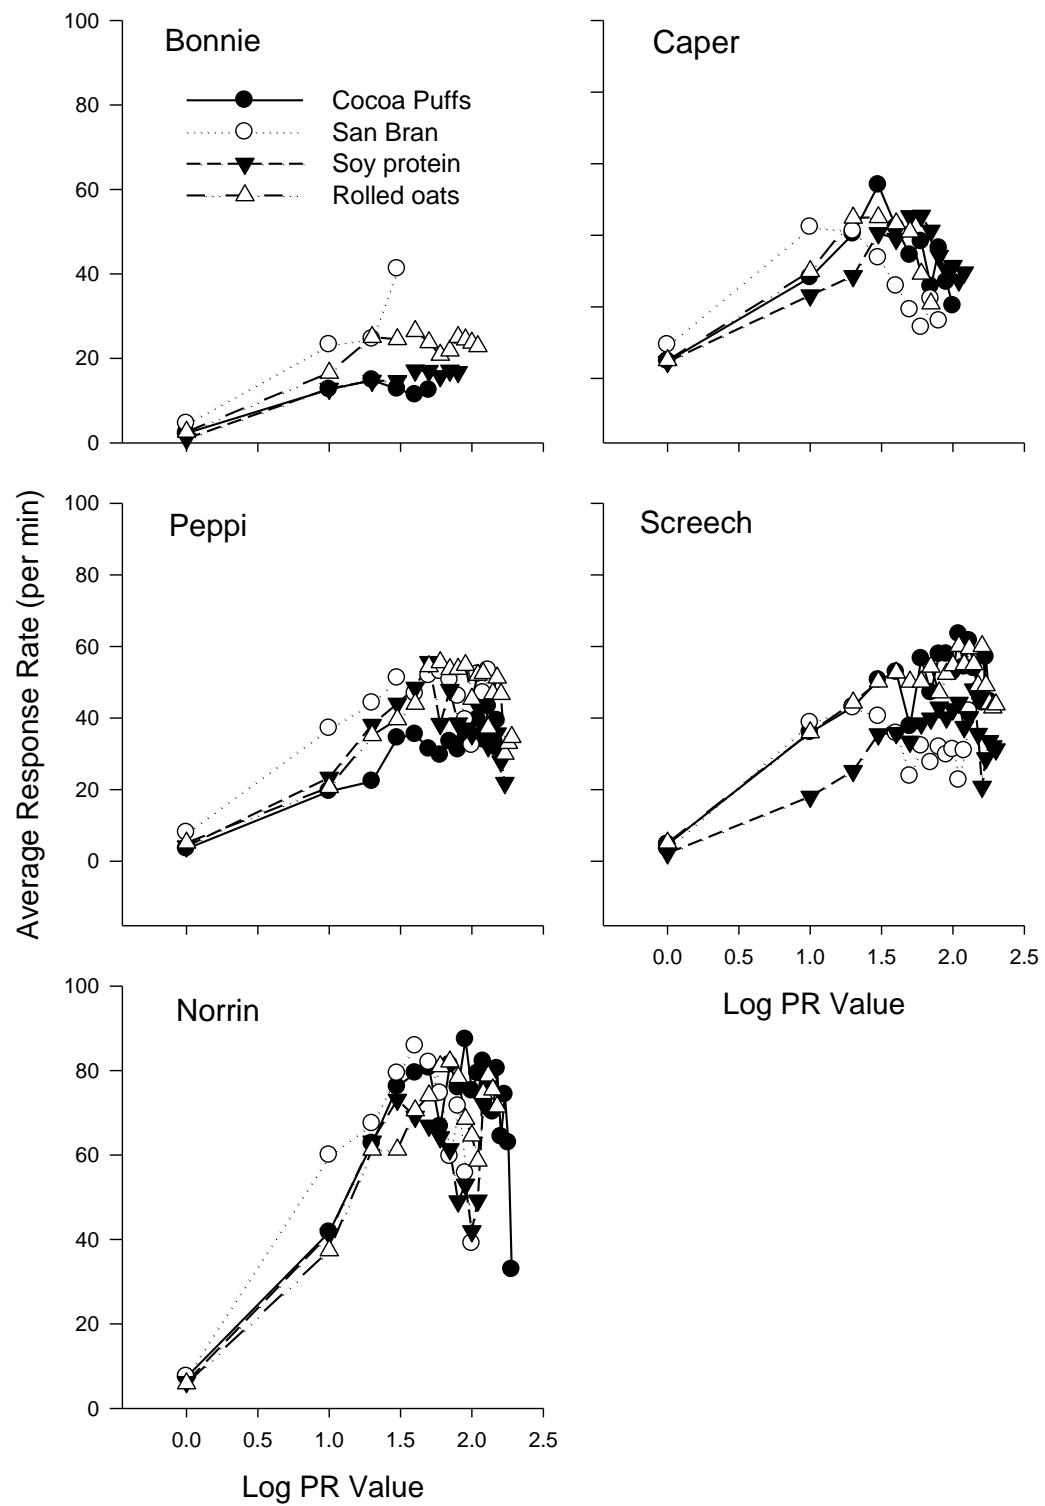 Average Response Rate (per min)
Bonnie
Cocoa Puffs
San Bran
Soy protein
Rolled oats
100
80
60
40
20
0
Caper
Peppi
100
80
60
40
20
0
Screech
0.0 0.5 1.0 1.5 2.0 2.5
Log PR Value
Norrin
100
80
60
40
20
0
0.0 0.5 1.0 1.5 2.0 2.5
Log PR Value